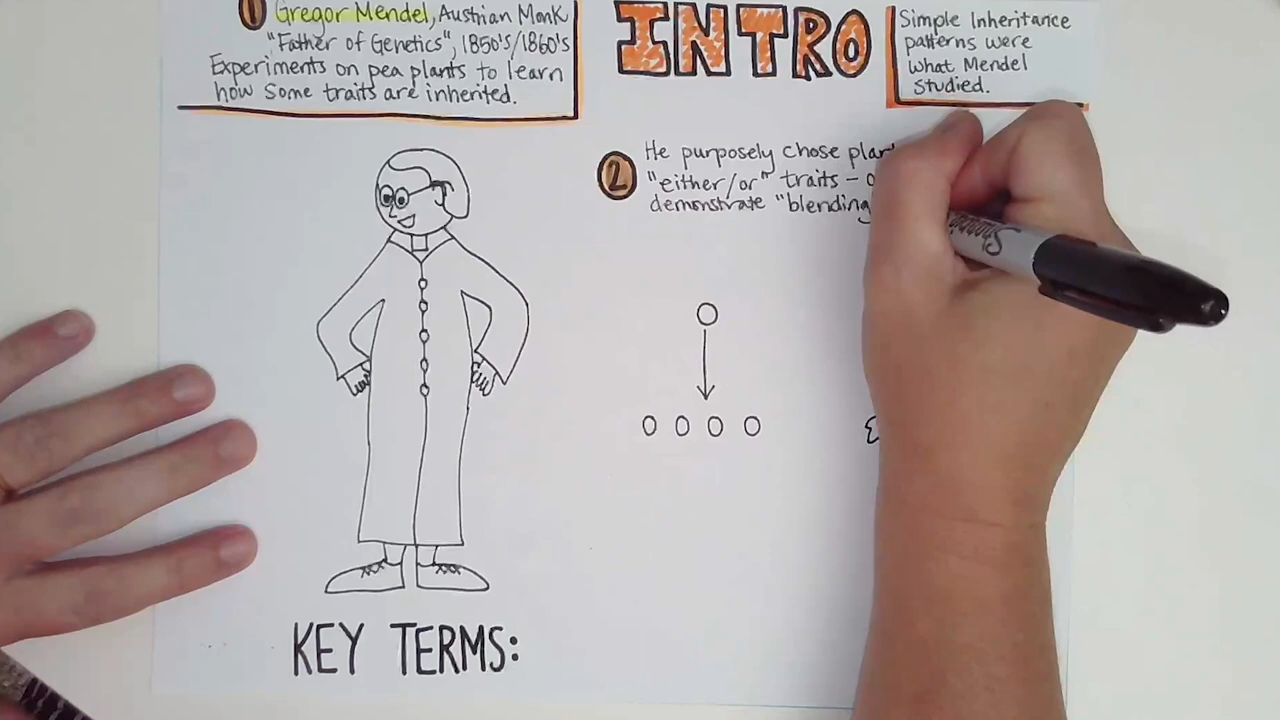 1 Gregor Mendel, Austrian Monk
"Father of Genetics", 1850's/1860's
Experiments on pea plants to learn
how some traits are inherited.
INTRO
Simple Inheritance
patterns were
what Mendel
studied.
2 He purposely chose
"either/or" traits –
demonstrate "blending
Sharpie
KEY TERMS: